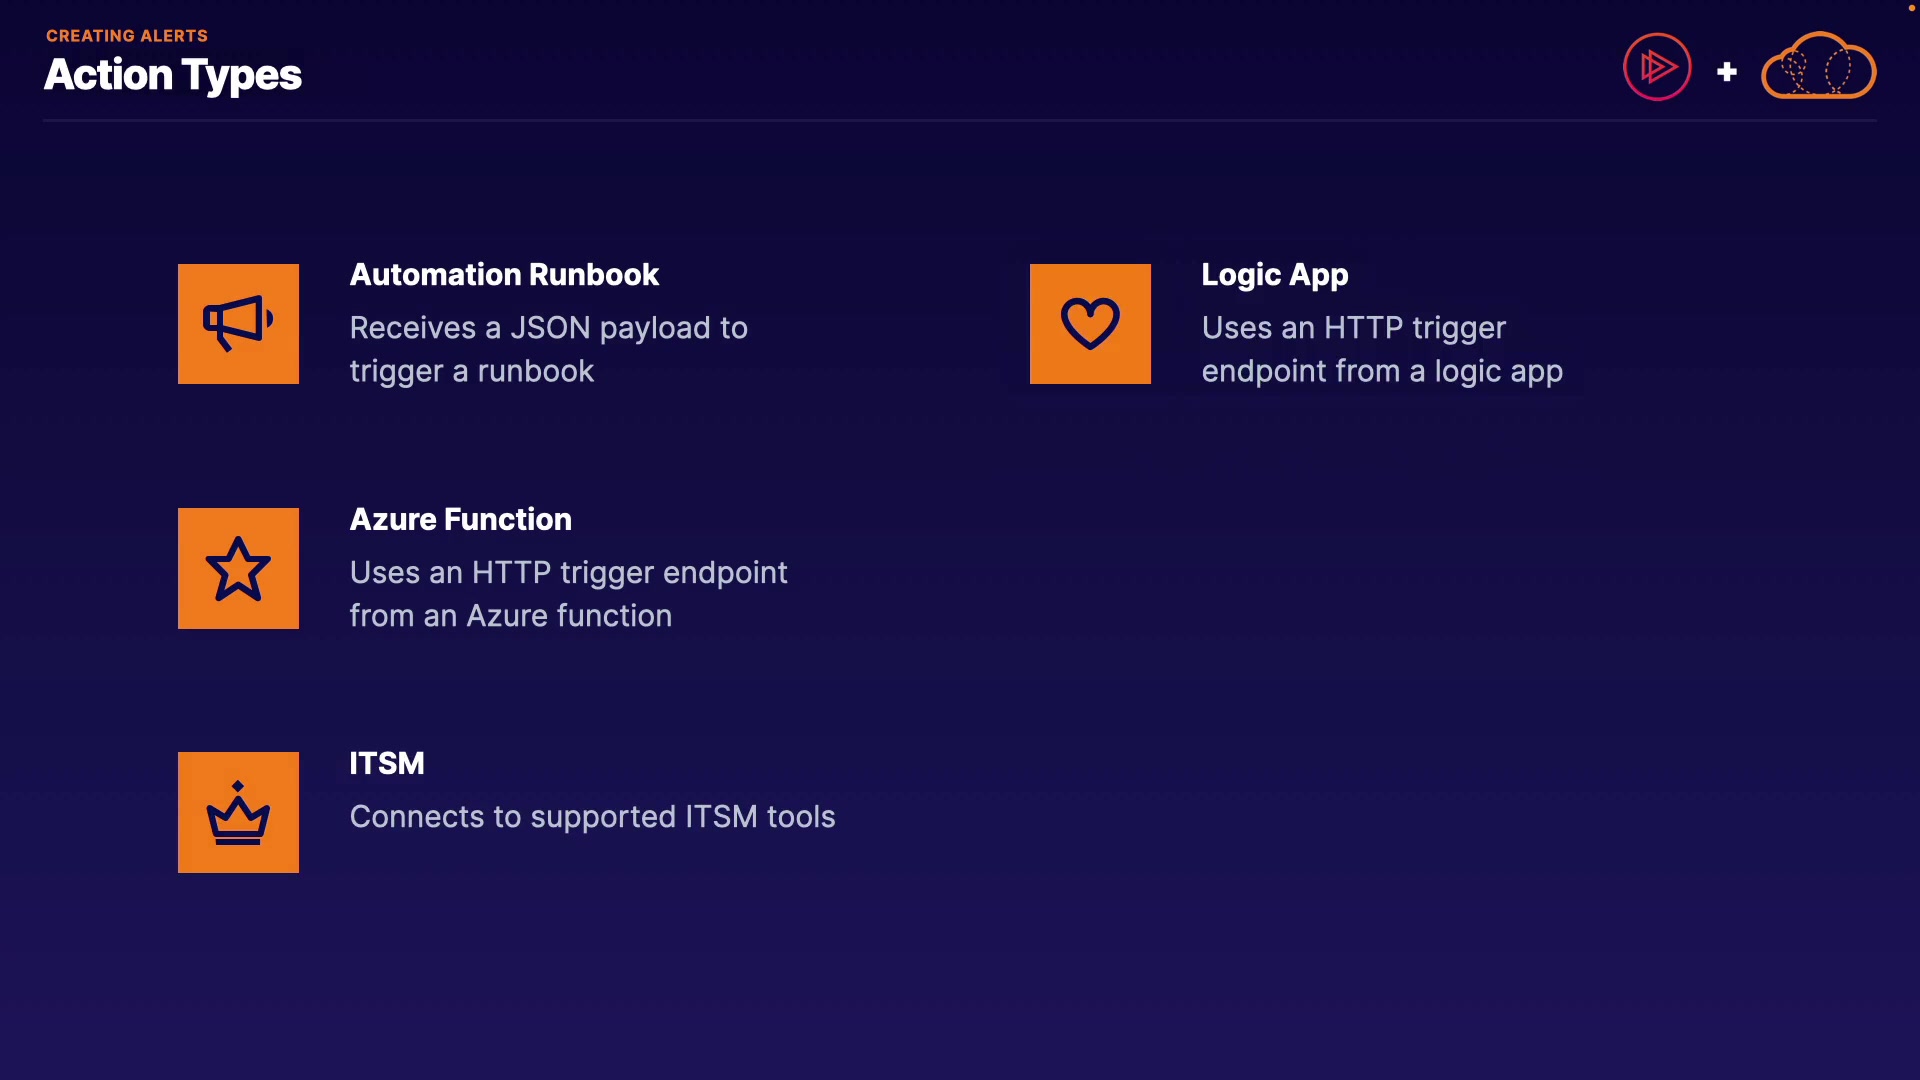 CREATING ALERTS
Action Types
Automation Runbook
Receives a JSON payload to
trigger a runbook
Azure Function
Uses an HTTP trigger endpoint
from an Azure function
ITSM
Connects to supported ITSM tools
Logic App
Uses an HTTP trigger
endpoint from a logic app